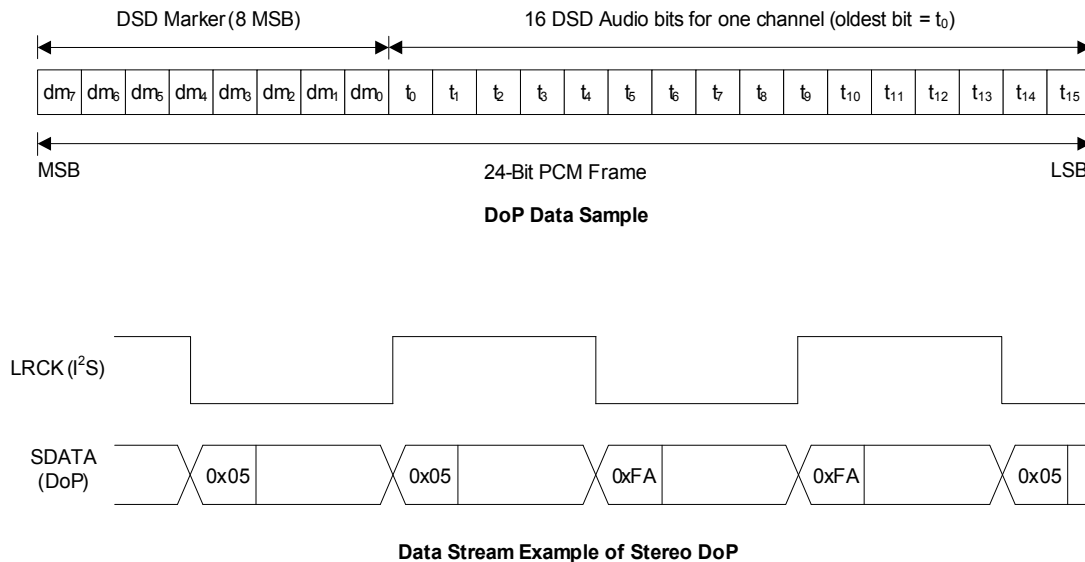 DSD Marker (8 MSB)
16 DSD Audio bits for one channel (oldest bit = t₀)
dm₇ dm₆ dm₅ dm₄ dm₃ dm₂ dm₁ dm₀ t₀ t₁ t₂ t₃ t₄ t₅ t₆ t₇ t₈ t₉ t₁₀ t₁₁ t₁₂ t₁₃ t₁₄ t₁₅
MSB
24-Bit PCM Frame
LSB
DoP Data Sample
LRCK (I²S)
SDATA
(DoP)
0x05 0x05 0xFA 0xFA 0x05
Data Stream Example of Stereo DoP